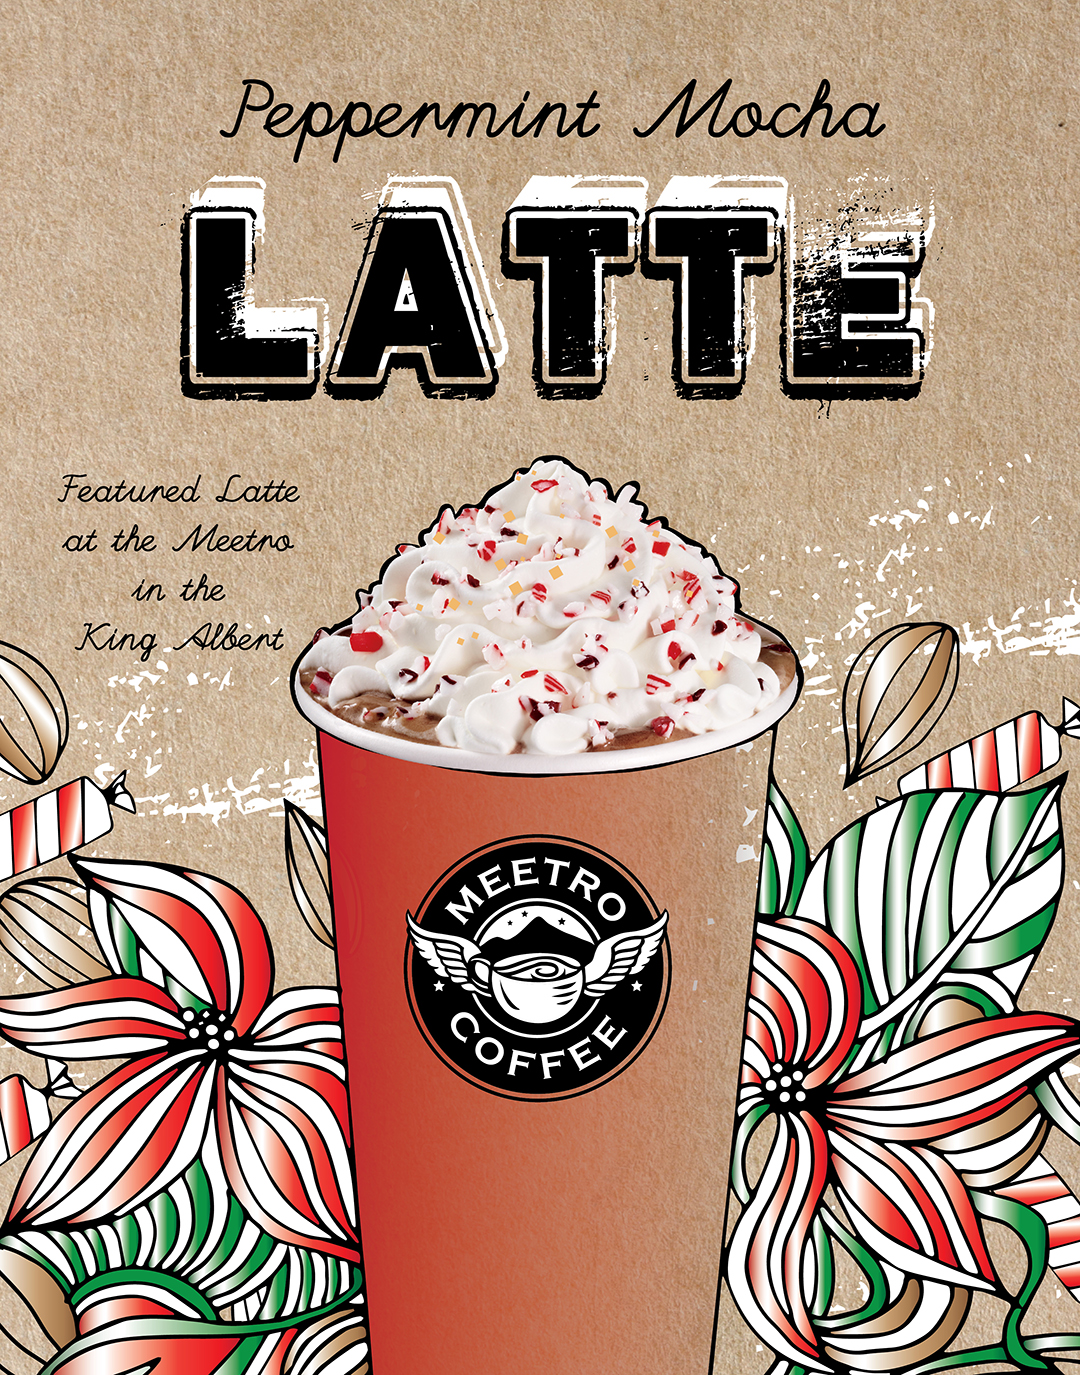 Peppermint Mocha
LATTE
Featured Latte
at the Meetro
in the
King Albert
MEETRO
COFFEE